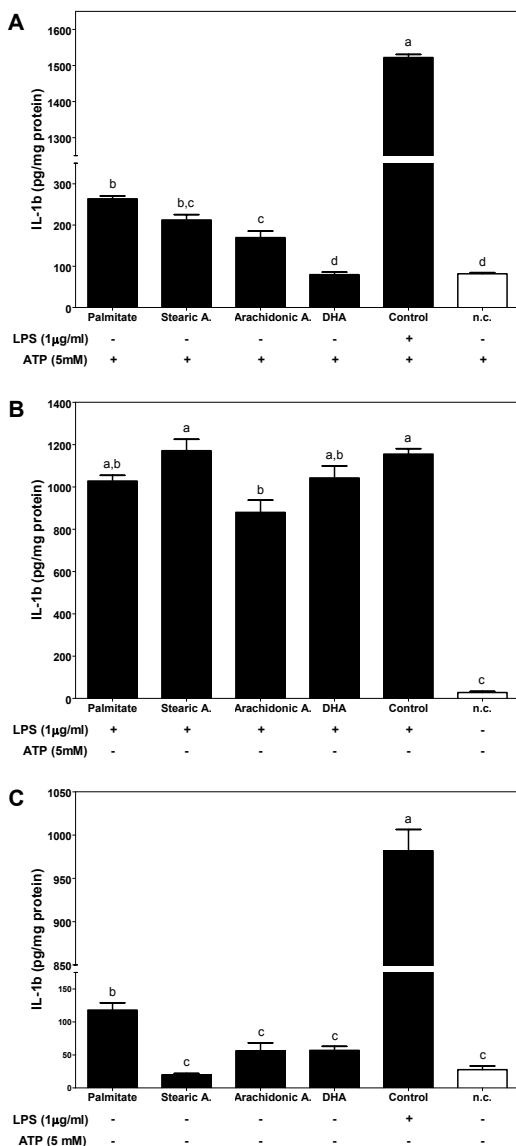 A
1600
a
1500
1400
1300
IL-1b (pg/mg protein)
300
b
b,c
200
c
100
d
d
0
Palmitate Stearic A. Arachidonic A. DHA Control n.c.
LPS (1µg/ml) - - - - + -
ATP (5mM) + + + + + +
B
1400
1200
a,b a b a,b a
1000
800
IL-1b (pg/mg protein)
600
400
200
c
0
Palmitate Stearic A. Arachidonic A. DHA Control n.c.
LPS (1µg/ml) + + + + + -
ATP (5mM) - - - - - -
C
1050
a
1000
950
900
850
IL-1b (pg/mg protein)
150
b
100
c c c c
50
0
Palmitate Stearic A. Arachidonic A. DHA Control n.c.
LPS (1µg/ml) - - - - + -
ATP (5 mM) - - - - - -